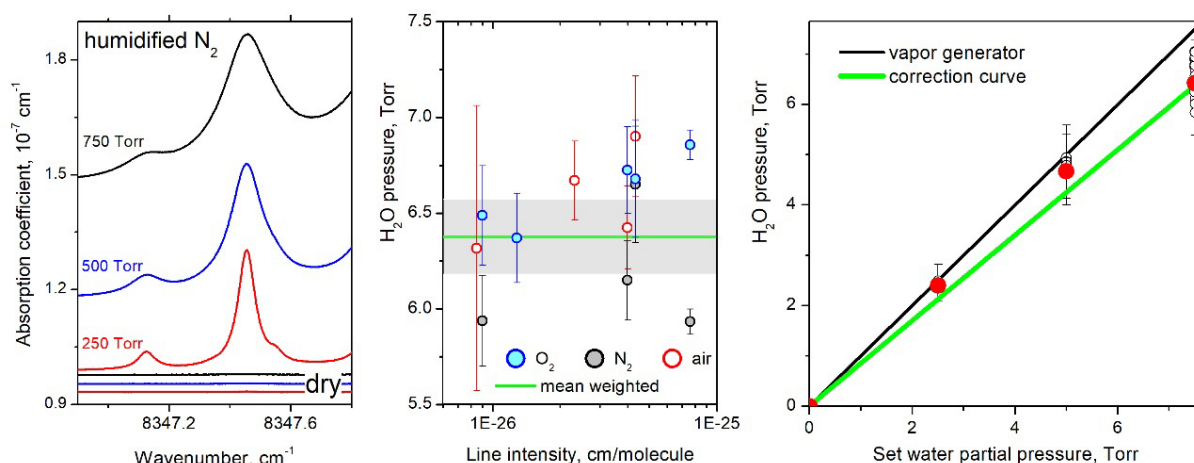 humidified N₂
750 Torr
500 Torr
250 Torr
dry
1.8
1.5
1.2
0.9
8347.2
8347.6
Absorption coefficient, 10⁻⁷ cm⁻¹
Wavenumber, cm⁻¹
H₂O pressure, Torr
7.0
6.5
6.0
5.5
O₂
N₂
air
mean weighted
1E-26
1E-25
Line intensity, cm/molecule
H₂O pressure, Torr
vapor generator
correction curve
6
4
2
0
0
2
4
6
Set water partial pressure, Torr